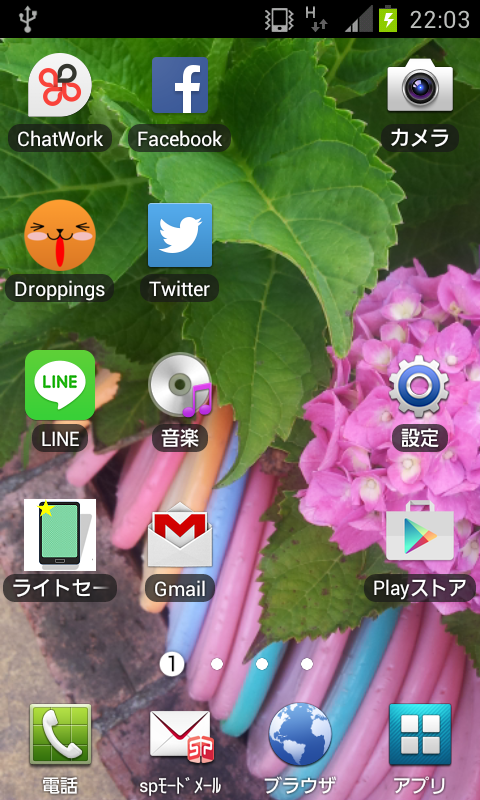 H 22:03
ChatWork Facebook カメラ
Droppings Twitter
LINE
LINE 音楽 設定
ライトセー Gmail Playストア
1
電話 spﾓｰﾄﾞﾒｰﾙ ブラウザ アプリ